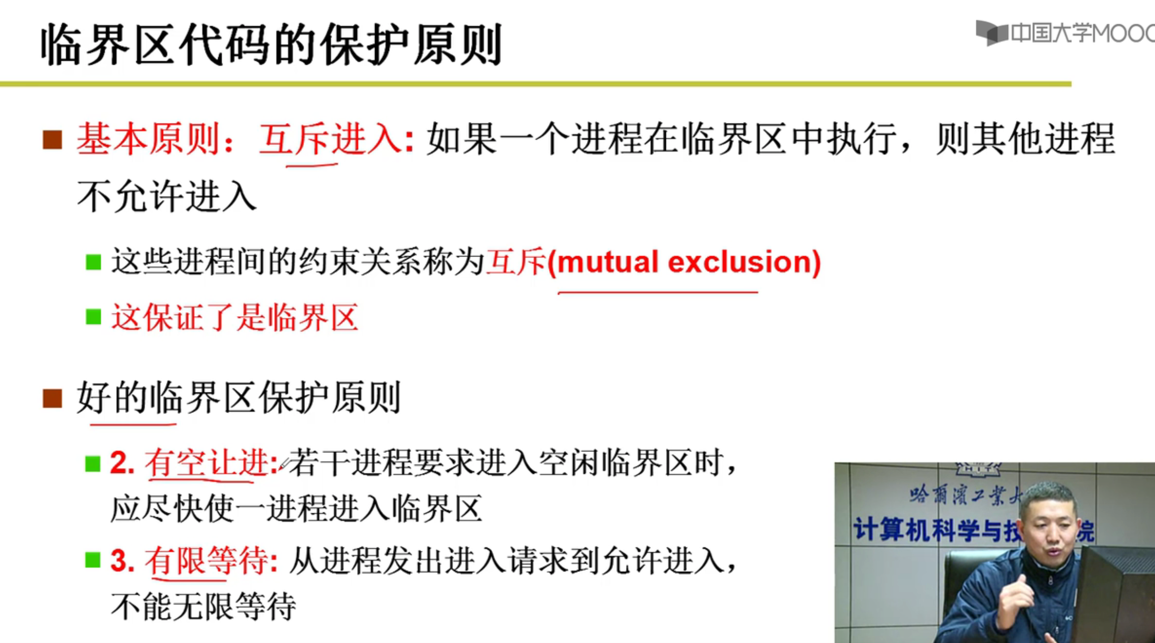 临界区代码的保护原则
中国大学MOOC
基本原则：互斥进入: 如果一个进程在临界区中执行，则其他进程
不允许进入
这些进程间的约束关系称为互斥(mutual exclusion)
这保证了是临界区
好的临界区保护原则
2. 有空让进: 若干进程要求进入空闲临界区时，
应尽快使一进程进入临界区
3. 有限等待: 从进程发出进入请求到允许进入，
不能无限等待
哈尔滨工业大
计算机科学与技 院